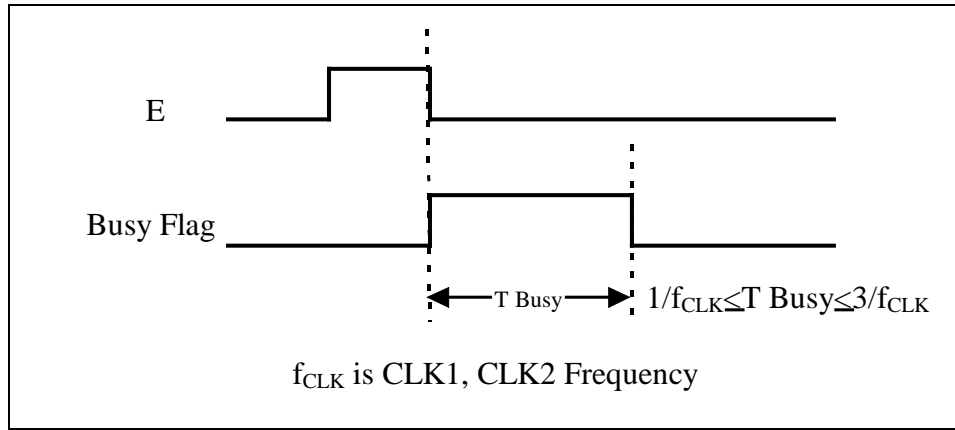 E
Busy Flag
T Busy
1/fCLK≤T Busy≤3/fCLK
fCLK is CLK1, CLK2 Frequency